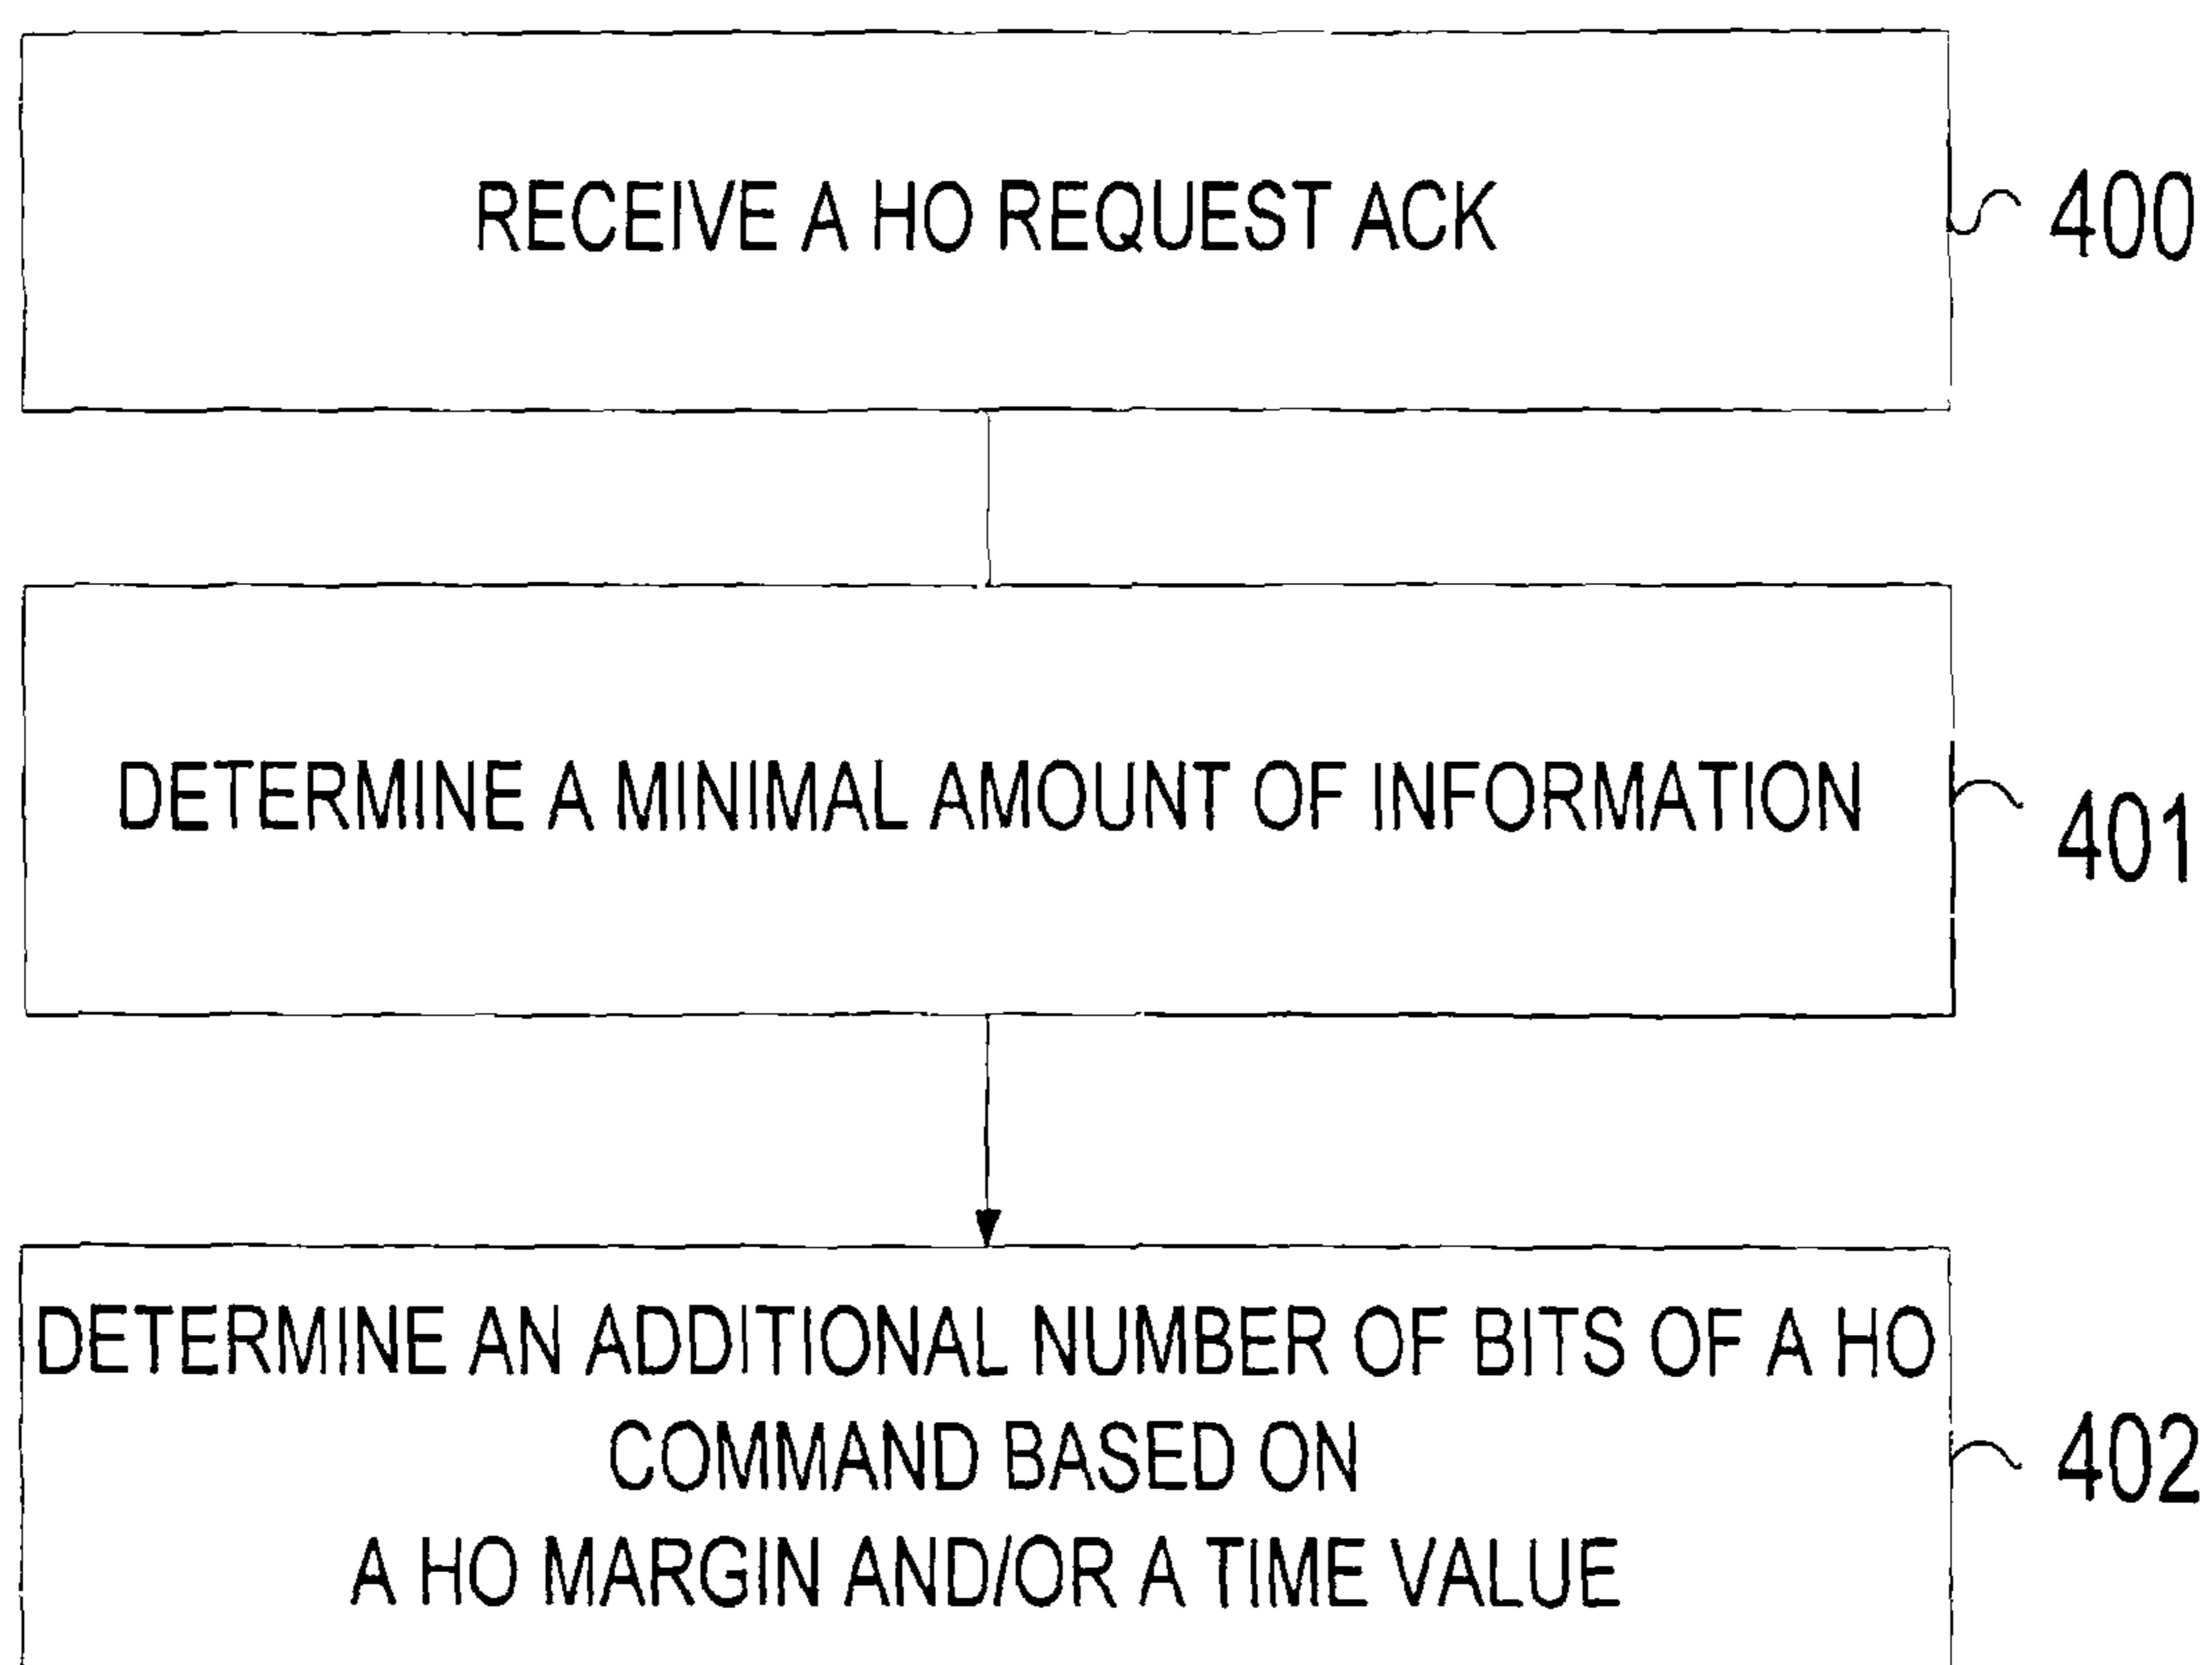 RECEIVE A HO REQUEST ACK
400
DETERMINE A MINIMAL AMOUNT OF INFORMATION
401
DETERMINE AN ADDITIONAL NUMBER OF BITS OF A HO
COMMAND BASED ON
402
A HO MARGIN AND/OR A TIME VALUE